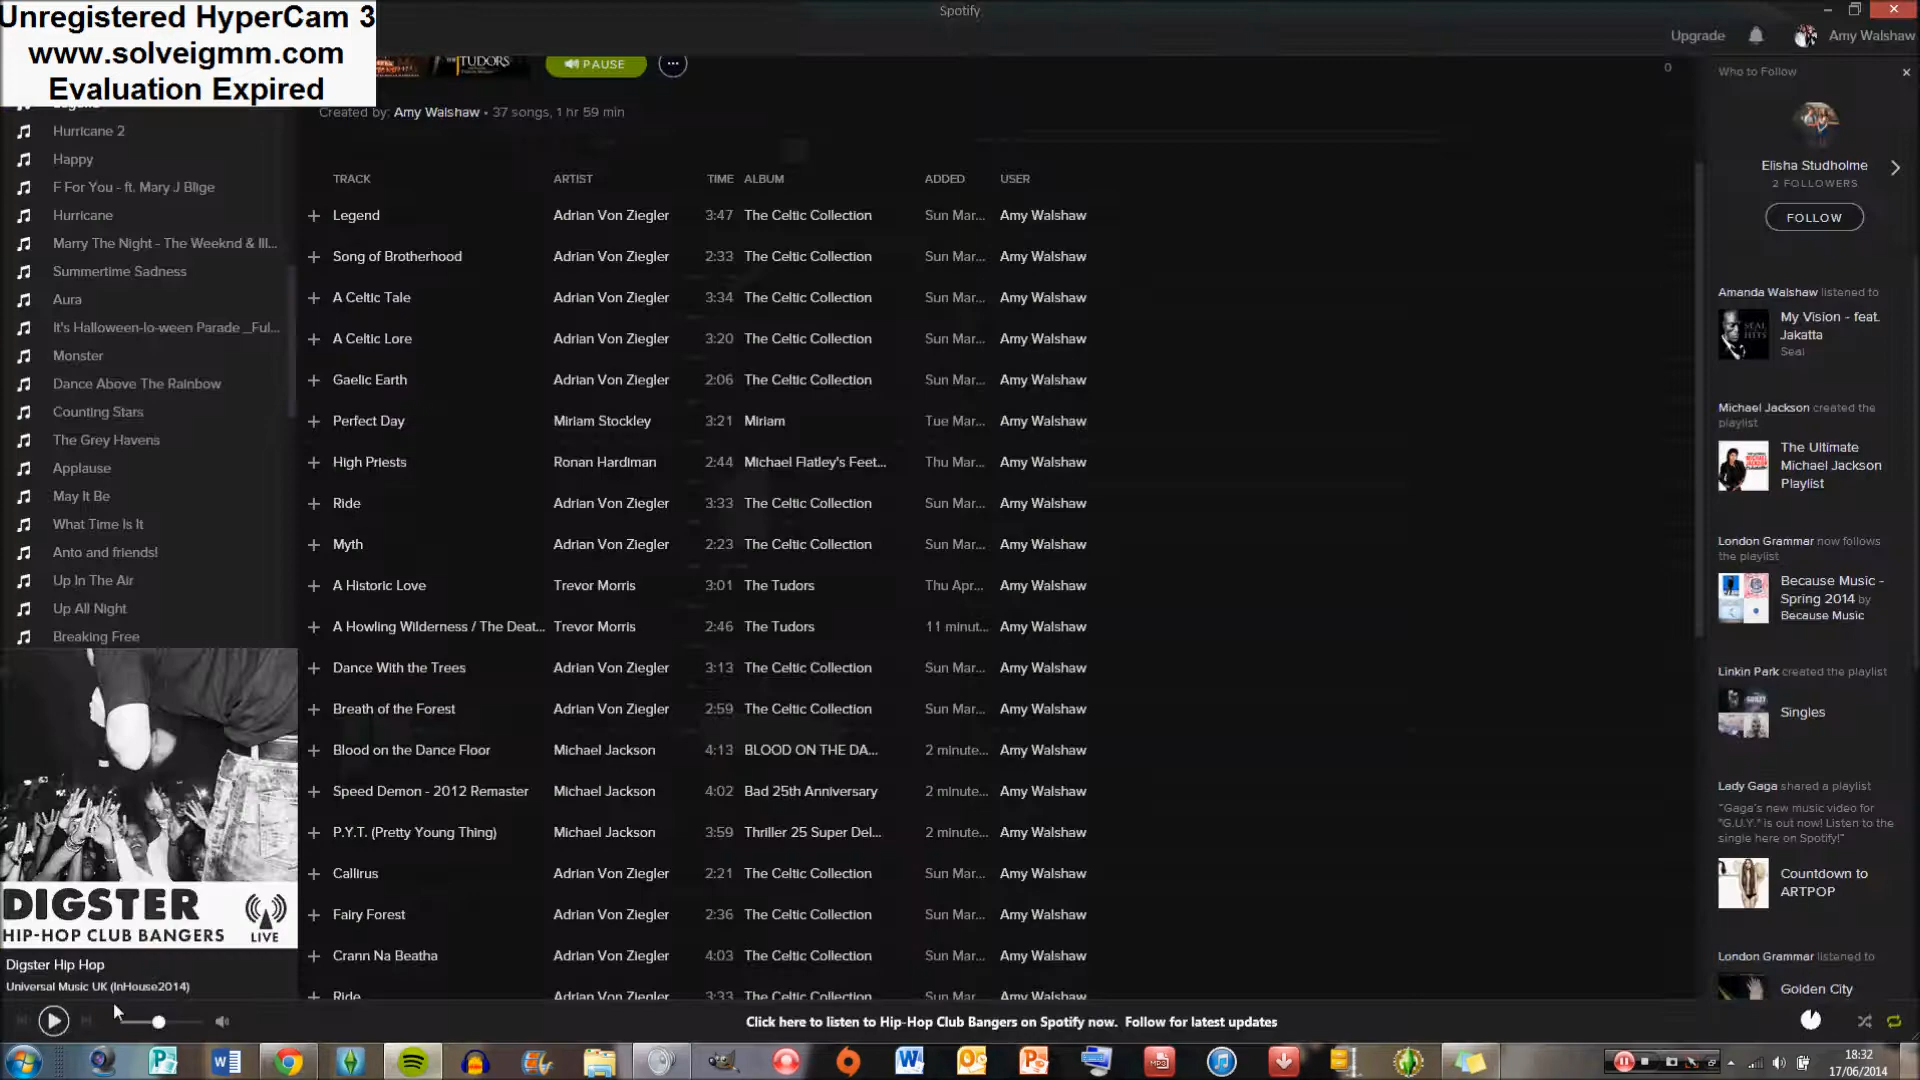 Unregistered HyperCam 3
www.solveigmm.com
Evaluation Expired
Spotify
Upgrade
Amy Walshaw
TUDORS
PAUSE
0
Created by: Amy Walshaw • 37 songs, 1 hr 59 min
Hurricane 2
Happy
F For You - ft. Mary J Blige
Hurricane
Marry The Night - The Weeknd & Ill...
Summertime Sadness
Aura
It's Halloween-lo-ween Parade _Ful...
Monster
Dance Above The Rainbow
Counting Stars
The Grey Havens
Applause
May It Be
What Time Is It
Anto and friends!
Up In The Air
Up All Night
Breaking Free
DIGSTER
HIP-HOP CLUB BANGERS LIVE
Digster Hip Hop
Universal Music UK (InHouse2014)
TRACK ARTIST TIME ALBUM ADDED USER
Legend Adrian Von Ziegler 3:47 The Celtic Collection Sun Mar... Amy Walshaw
Song of Brotherhood Adrian Von Ziegler 2:33 The Celtic Collection Sun Mar... Amy Walshaw
A Celtic Tale Adrian Von Ziegler 3:34 The Celtic Collection Sun Mar... Amy Walshaw
A Celtic Lore Adrian Von Ziegler 3:20 The Celtic Collection Sun Mar... Amy Walshaw
Gaelic Earth Adrian Von Ziegler 2:06 The Celtic Collection Sun Mar... Amy Walshaw
Perfect Day Miriam Stockley 3:21 Miriam Tue Mar... Amy Walshaw
High Priests Ronan Hardiman 2:44 Michael Flatley's Feet... Thu Mar... Amy Walshaw
Ride Adrian Von Ziegler 3:33 The Celtic Collection Sun Mar... Amy Walshaw
Myth Adrian Von Ziegler 2:23 The Celtic Collection Sun Mar... Amy Walshaw
A Historic Love Trevor Morris 3:01 The Tudors Thu Apr... Amy Walshaw
A Howling Wilderness / The Deat... Trevor Morris 2:46 The Tudors 11 minut... Amy Walshaw
Dance With the Trees Adrian Von Ziegler 3:13 The Celtic Collection Sun Mar... Amy Walshaw
Breath of the Forest Adrian Von Ziegler 2:59 The Celtic Collection Sun Mar... Amy Walshaw
Blood on the Dance Floor Michael Jackson 4:13 BLOOD ON THE DA... 2 minute... Amy Walshaw
Speed Demon - 2012 Remaster Michael Jackson 4:02 Bad 25th Anniversary 2 minute... Amy Walshaw
P.Y.T. (Pretty Young Thing) Michael Jackson 3:59 Thriller 25 Super Del... 2 minute... Amy Walshaw
Callirus Adrian Von Ziegler 2:21 The Celtic Collection Sun Mar... Amy Walshaw
Fairy Forest Adrian Von Ziegler 2:36 The Celtic Collection Sun Mar... Amy Walshaw
Crann Na Beatha Adrian Von Ziegler 4:03 The Celtic Collection Sun Mar... Amy Walshaw
Ride Adrian Von Ziegler 3:33 The Celtic Collection Sun Mar... Amy Walshaw
Who to Follow
Elisha Studholme
2 FOLLOWERS
FOLLOW
Amanda Walshaw listened to
My Vision - feat.
Jakatta
Seal
Michael Jackson created the
playlist
The Ultimate
Michael Jackson
Playlist
London Grammar now follows
the playlist
Because Music -
Spring 2014 by
Because Music
Linkin Park created the playlist
Singles
Lady Gaga shared a playlist
"Gaga's new music video for
"G.U.Y." is out now! Listen to the
single here on Spotify!"
Countdown to
ARTPOP
London Grammar listened to
Golden City
Click here to listen to Hip-Hop Club Bangers on Spotify now. Follow for latest updates
18:32
17/06/2014